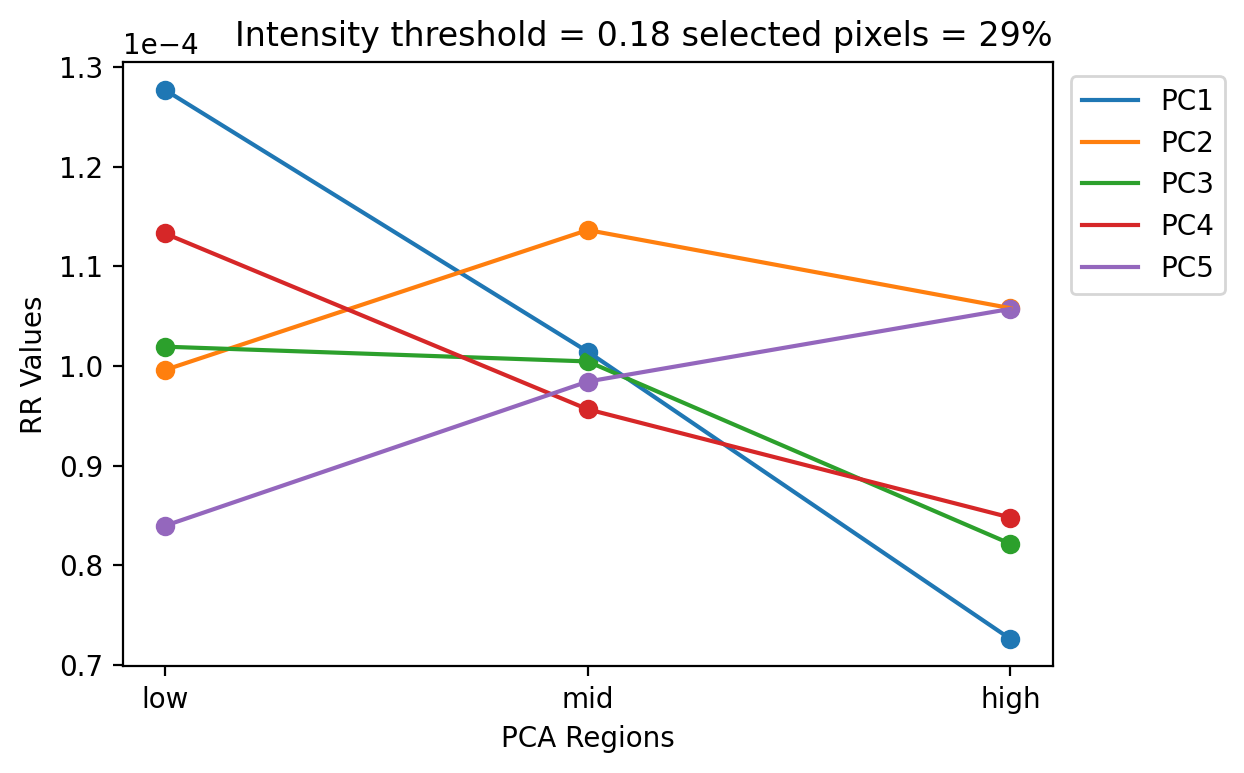 1e−4
Intensity threshold = 0.18 selected pixels = 29%
1.3
1.2
1.1
1.0
0.9
0.8
0.7
RR Values
low
mid
high
PCA Regions
PC1
PC2
PC3
PC4
PC5